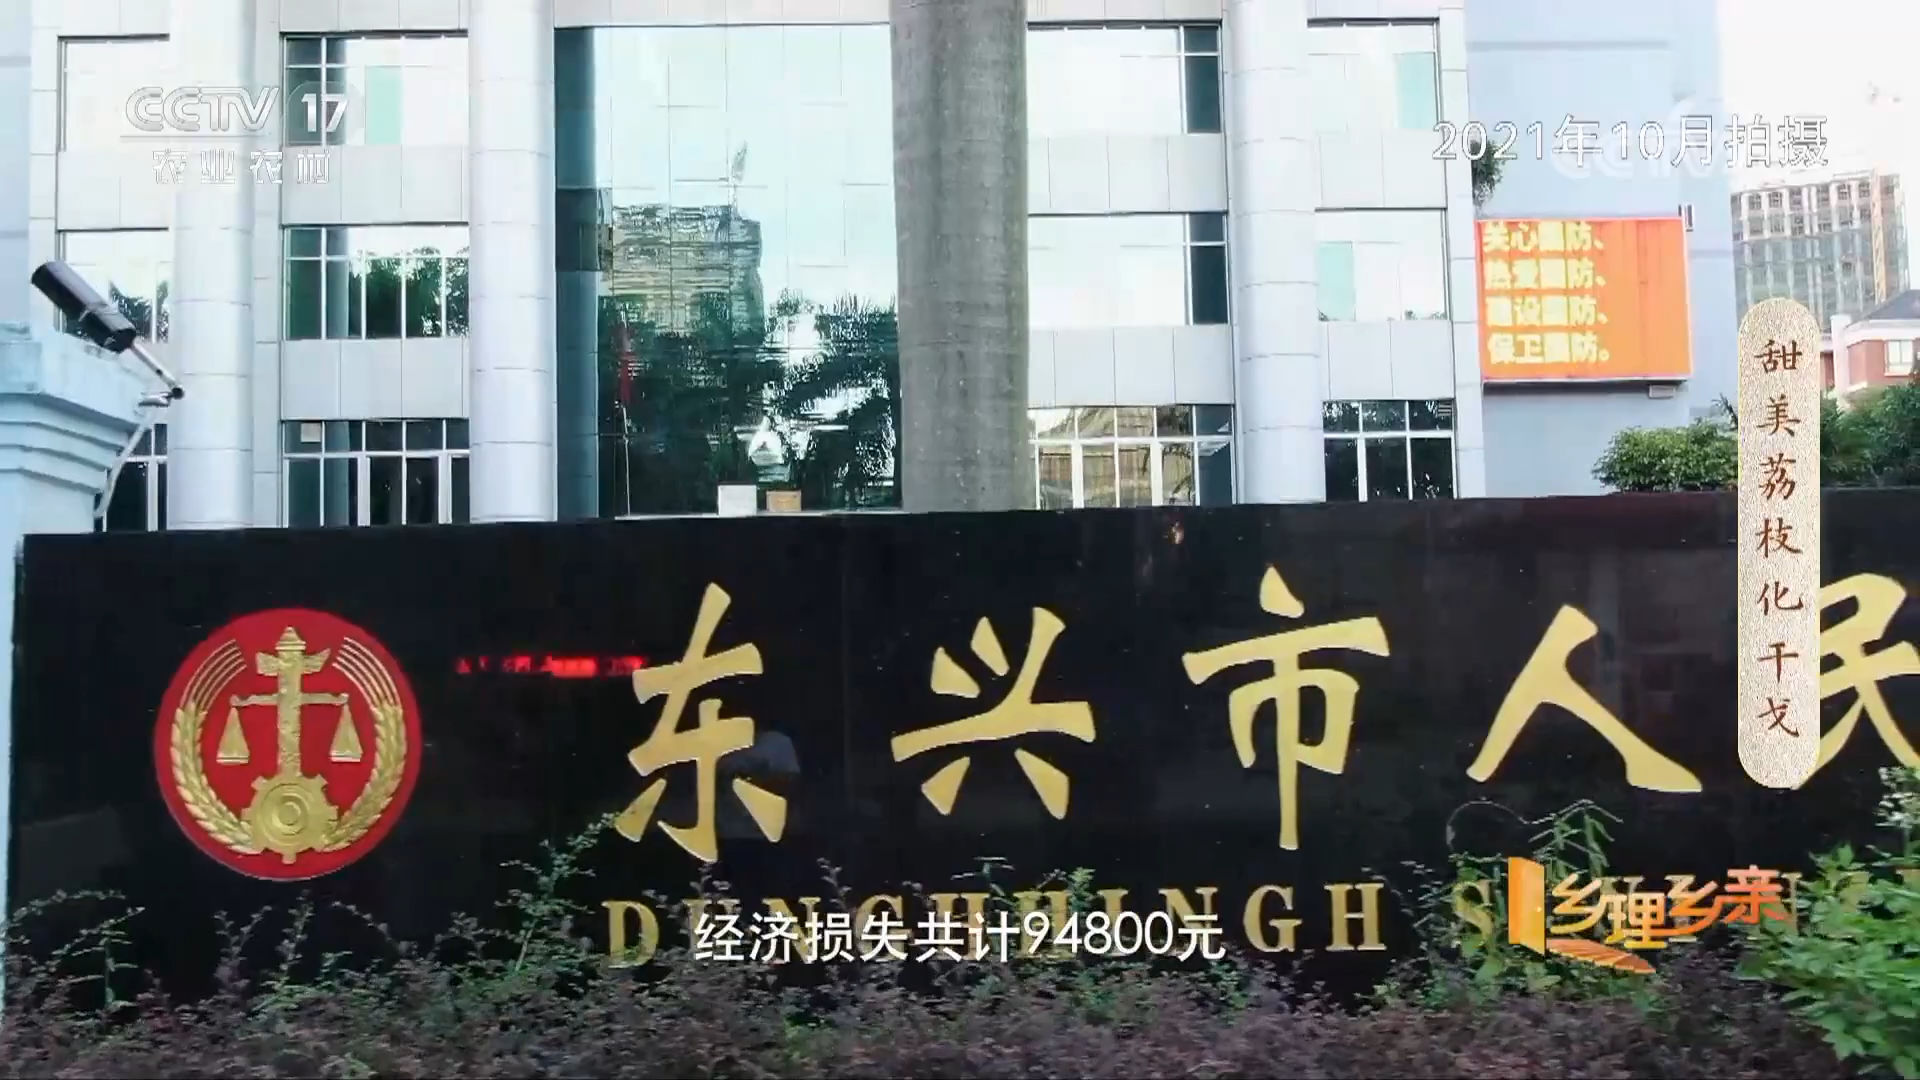 CCTV 17
农业农村
2021年10月拍摄
关心国防、
热爱国防、
建设国防、
保卫国防。
甜美荔枝化干戈
东兴市人民
经济损失共计94800元
乡理乡亲